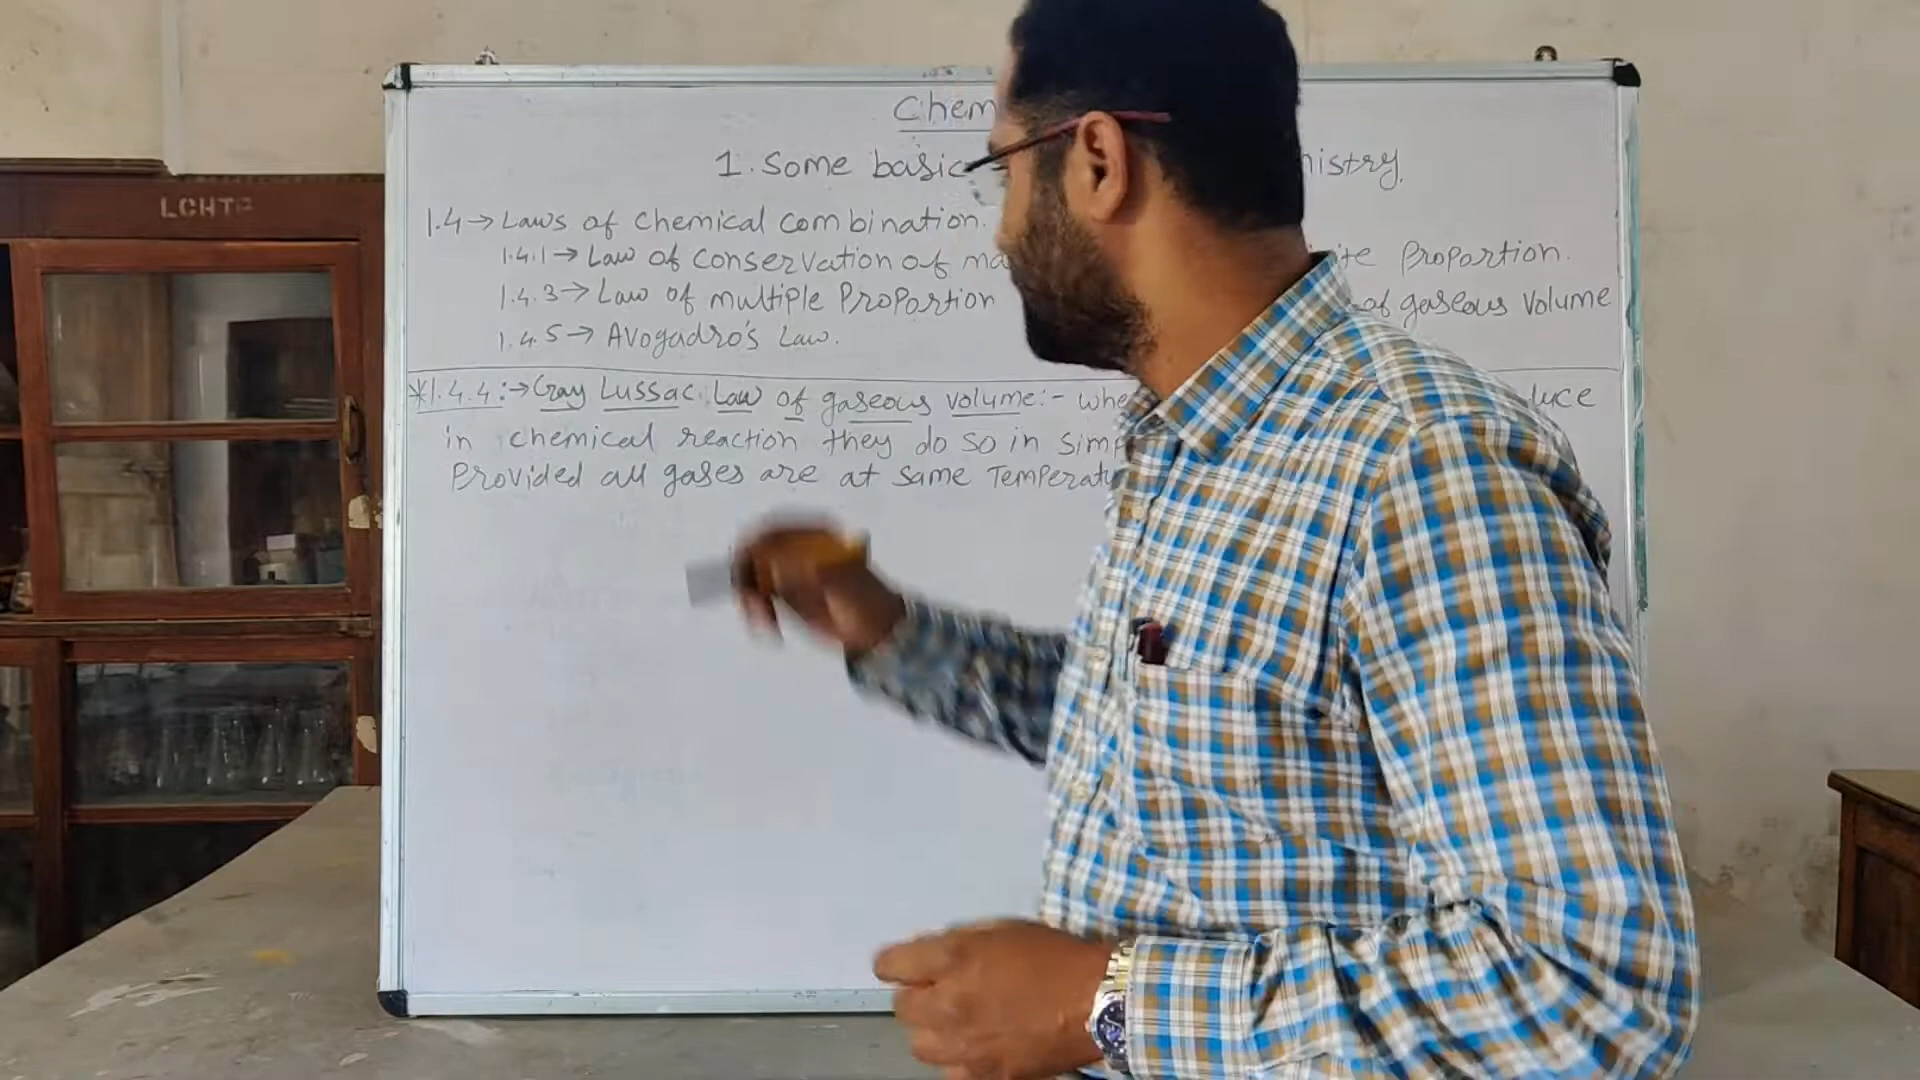 LCHTF
Chem
1. Some basic nistry.
1.4 → Laws of chemical combination.
1.4.1 → Law of conservation of ma ite Proportion.
1.4.3 → Law of multiple Proportion of gaseous volume
1.4.5 → Avogadro's Law.
*1.4.4 :→ Gay Lussac Law of gaseous volume :- whe duce
in chemical reaction they do so in simp
Provided all gases are at same Temperatu